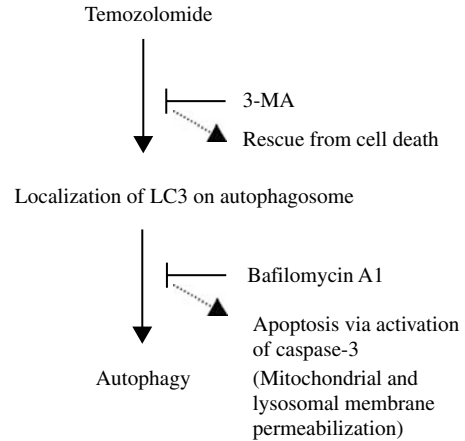 Temozolomide
3-MA
Rescue from cell death
Localization of LC3 on autophagosome
Bafilomycin A1
Apoptosis via activation
of caspase-3
Autophagy
(Mitochondrial and
lysosomal membrane
permeabilization)